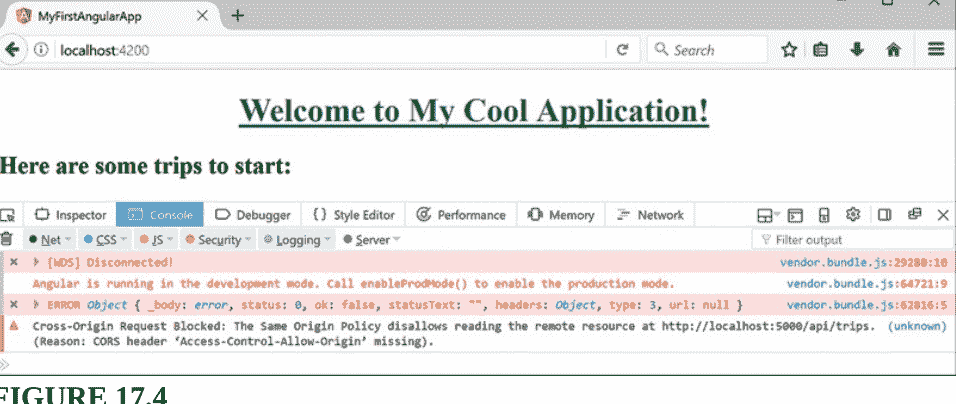 MyFirstAngularApp
localhost:4200
Search
Welcome to My Cool Application!
Here are some trips to start:
Inspector Console Debugger {} Style Editor Performance Memory Network
Net CSS JS Security Logging Server Filter output
[WDS] Disconnected! vendor.bundle.js:29280:10
Angular is running in the development mode. Call enableProdMode() to enable the production mode. vendor.bundle.js:64721:9
ERROR Object { _body: error, status: 0, ok: false, statusText: "", headers: Object, type: 3, url: null } vendor.bundle.js:62816:5
Cross-Origin Request Blocked: The Same Origin Policy disallows reading the remote resource at http://localhost:5000/api/trips. (unknown)
(Reason: CORS header ‘Access-Control-Allow-Origin’ missing).
FIGURE 17.4